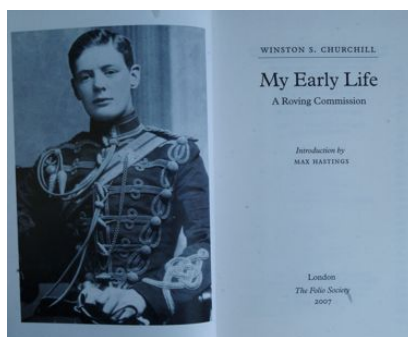 WINSTON S. CHURCHILL
My Early Life
A Roving Commission
Introduction by
MAX HASTINGS
London
The Folio Society
2007